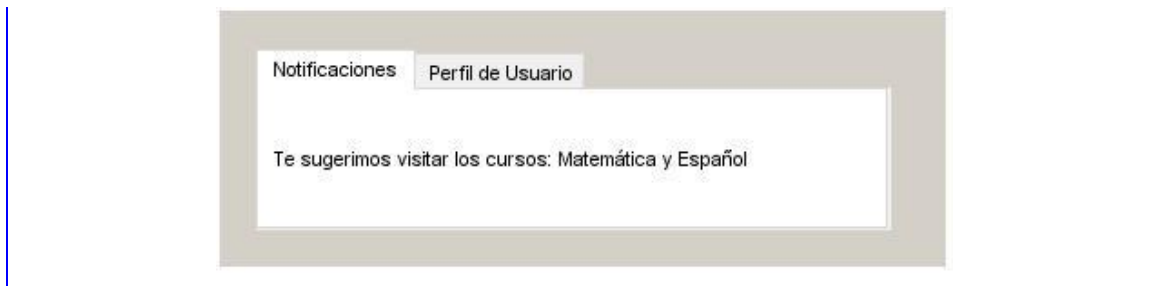 Notificaciones
Perfil de Usuario
Te sugerimos visitar los cursos: Matemática y Español